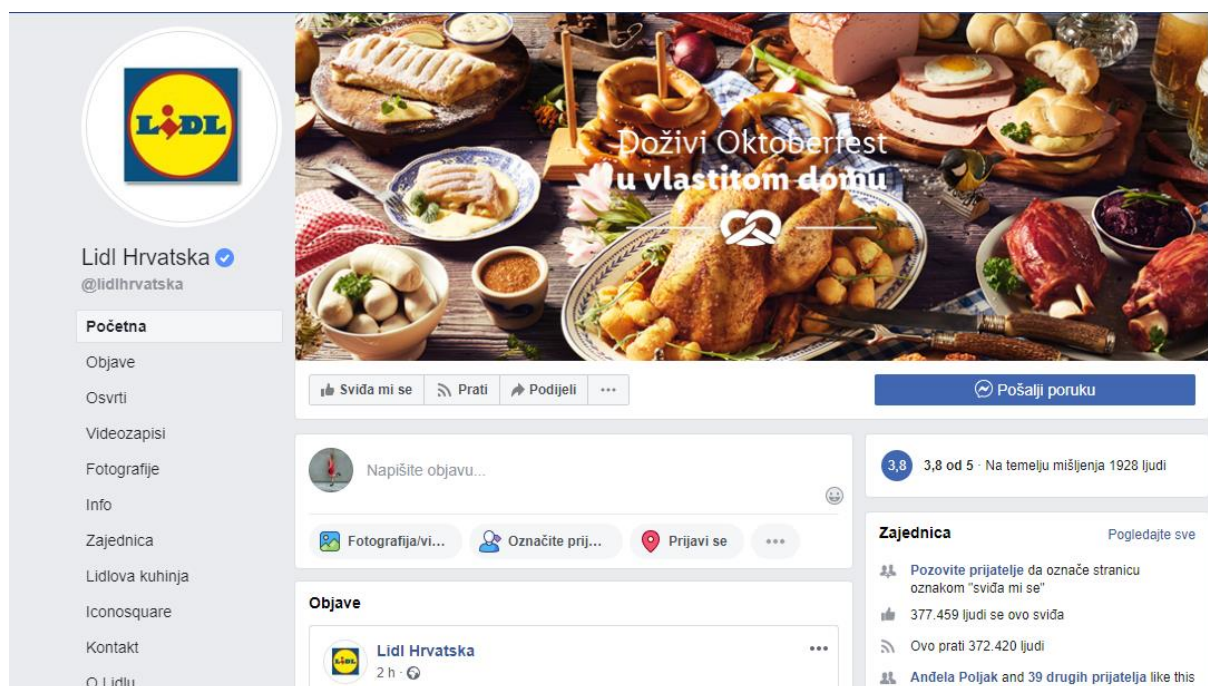 LIDL
Lidl Hrvatska
@lidlhrvatska
Početna
Objave
Osvrti
Videozapisi
Fotografije
Info
Zajednica
Lidlova kuhinja
Iconosquare
Kontakt
O Lidlu
Doživi Oktoberfest
u vlastitom domu
Sviđa mi se
Prati
Podijeli
...
Pošalji poruku
Napišite objavu...
Fotografija/vi...
Označite prij...
Prijavi se
...
Objave
LIDL
Lidl Hrvatska
...
2 h ·
3,8
3,8 od 5 · Na temelju mišljenja 1928 ljudi
Zajednica
Pogledajte sve
Pozovite prijatelje da označe stranicu
oznakom "sviđa mi se"
377.459 ljudi se ovo sviđa
Ovo prati 372.420 ljudi
Anđela Poljak and 39 drugih prijatelja like this